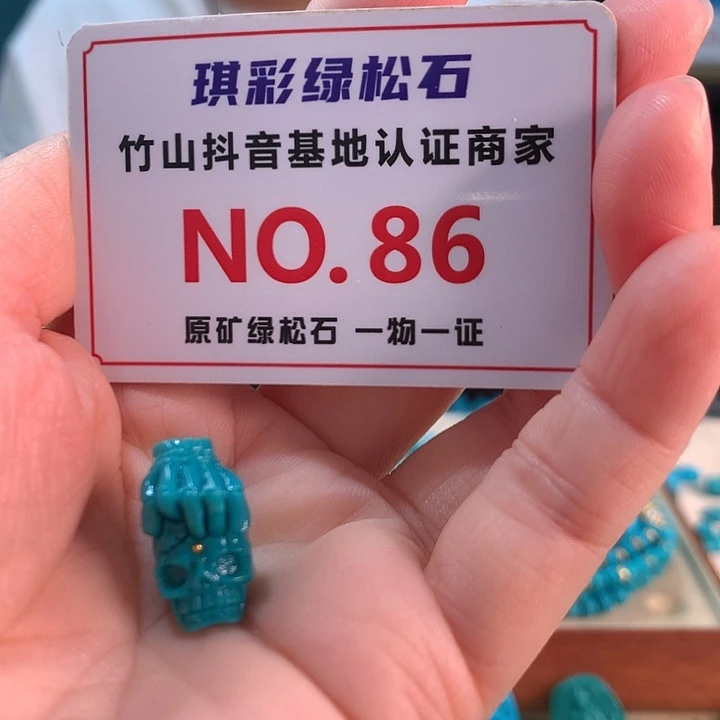 琪彩绿松石
竹山抖音基地认证商家
NO.86
原矿绿松石 一物一证